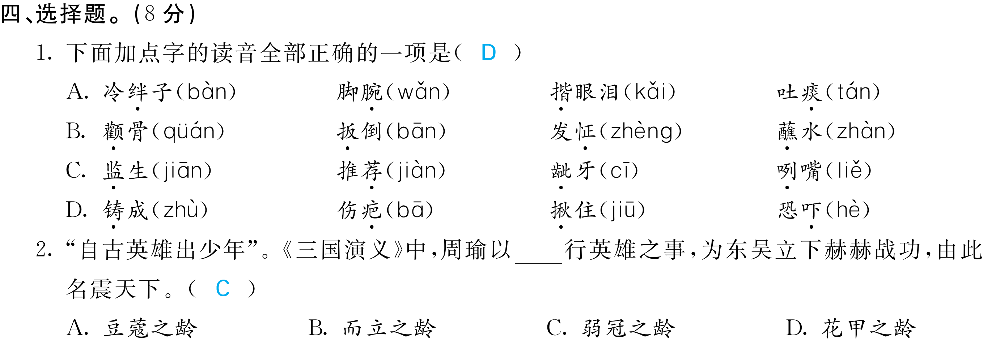 四、选择题。(8 分)
1. 下面加点字的读音全部正确的一项是( D )
A. 冷绊子(bàn) 脚腕(wǎn) 揩眼泪(kǎi) 吐痰(tán)
B. 颧骨(qüán) 扳倒(bān) 发怔(zhèng) 蘸水(zhàn)
C. 监生(jiān) 推荐(jiàn) 龇牙(cī) 咧嘴(liě)
D. 铸成(zhù) 伤疤(bā) 揪住(jiū) 恐吓(hè)
2. “自古英雄出少年”。《三国演义》中,周瑜以____行英雄之事,为东吴立下赫赫战功,由此
名震天下。( C )
A. 豆蔻之龄 B. 而立之龄 C. 弱冠之龄 D. 花甲之龄